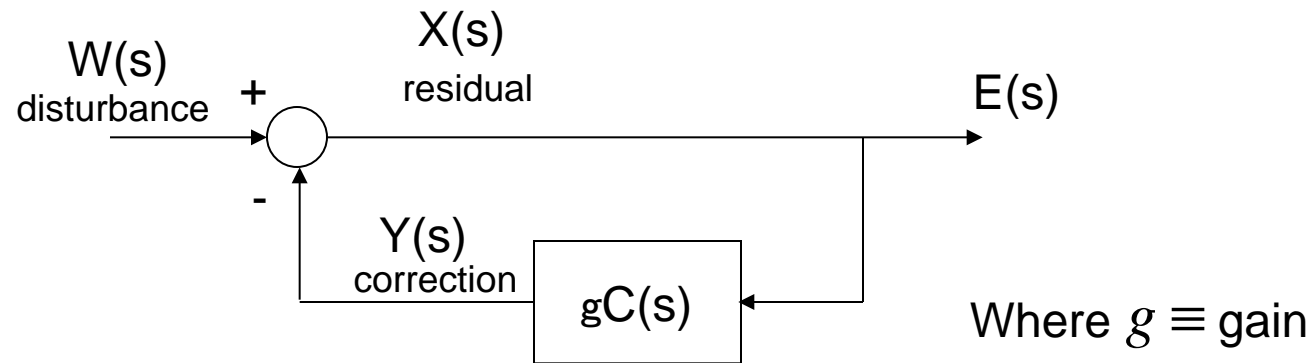 W(s)
disturbance
+
-
X(s)
residual
E(s)
Y(s)
correction
gC(s)
Where g ≡ gain